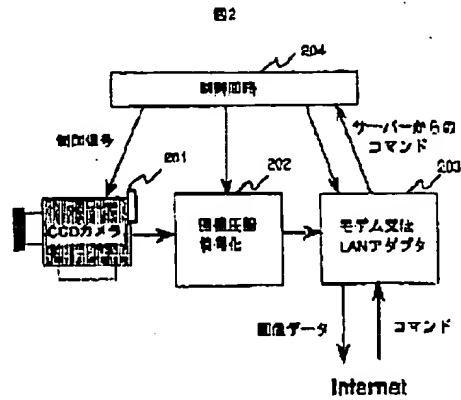 図2
204
制御回路
制御信号
サーバーからの
コマンド
201
202
203
CCDカメラ
画像圧縮
符号化
モデム又は
LANアダプタ
画像データ
コマンド
Internet